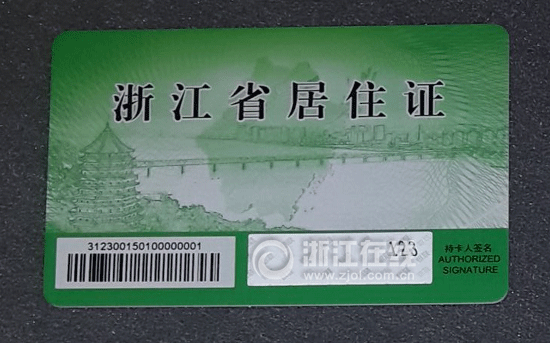 浙江省居住证
312300150100000001
浙江在线
www.zjol.com.cn
123
持卡人签名
AUTHORIZED
SIGNATURE